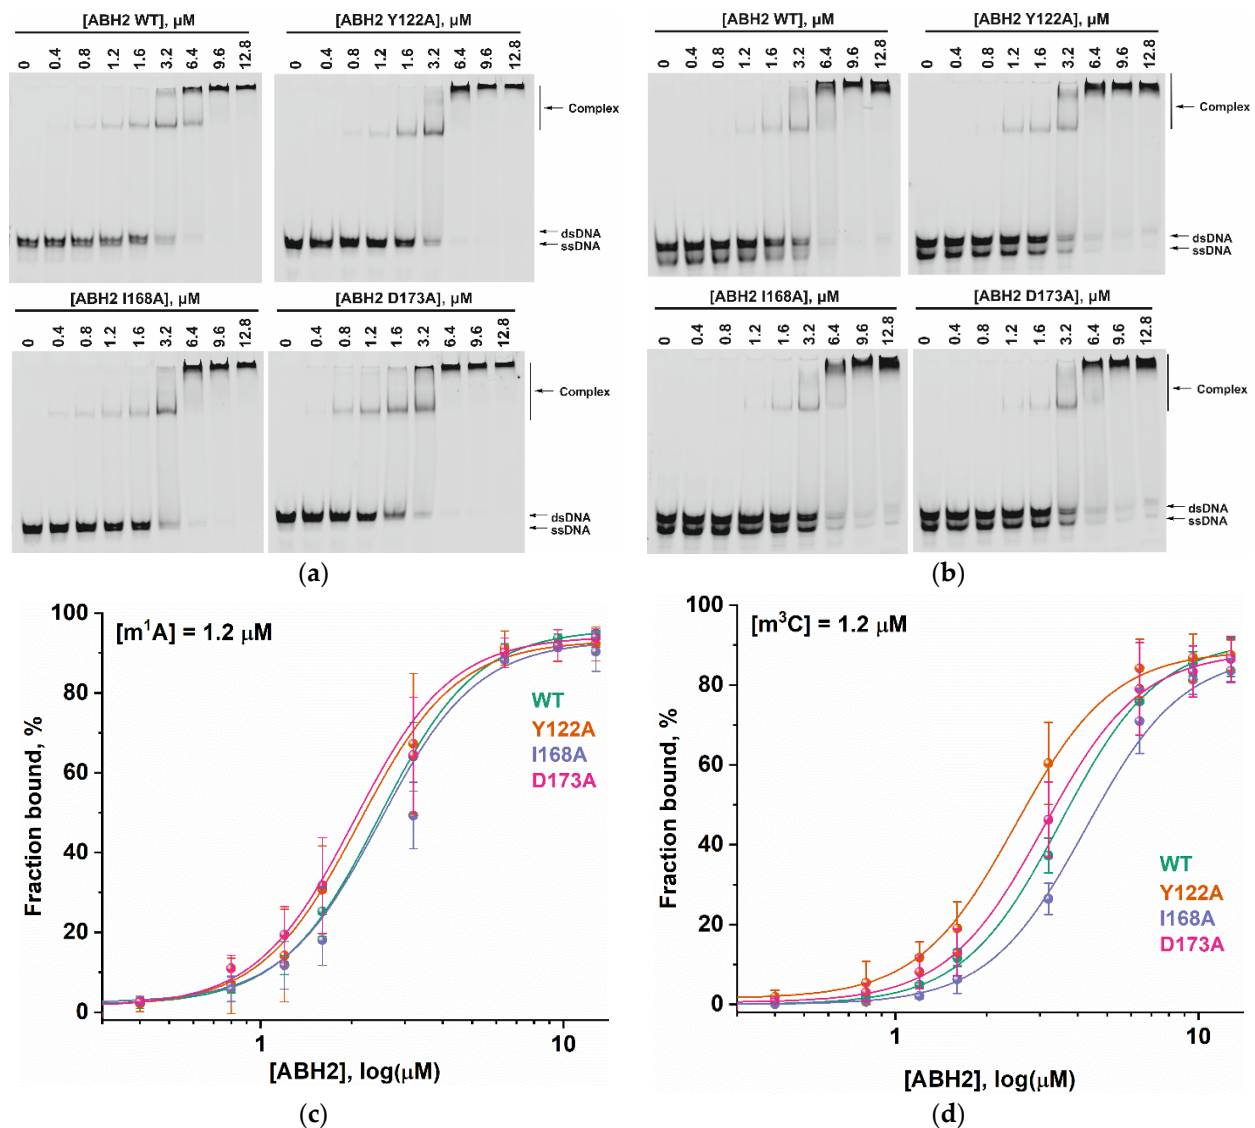 [ABH2 WT], μM
0 0.4 0.8 1.2 1.6 3.2 6.4 9.6 12.8
[ABH2 Y122A], μM
0 0.4 0.8 1.2 1.6 3.2 6.4 9.6 12.8
Complex
dsDNA
ssDNA
[ABH2 I168A], μM
0 0.4 0.8 1.2 1.6 3.2 6.4 9.6 12.8
[ABH2 D173A], μM
0 0.4 0.8 1.2 1.6 3.2 6.4 9.6 12.8
Complex
dsDNA
ssDNA
(a)
[ABH2 WT], μM
0 0.4 0.8 1.2 1.6 3.2 6.4 9.6 12.8
[ABH2 Y122A], μM
0 0.4 0.8 1.2 1.6 3.2 6.4 9.6 12.8
Complex
dsDNA
ssDNA
[ABH2 I168A], μM
0 0.4 0.8 1.2 1.6 3.2 6.4 9.6 12.8
[ABH2 D173A], μM
0 0.4 0.8 1.2 1.6 3.2 6.4 9.6 12.8
Complex
dsDNA
ssDNA
(b)
[m¹A] = 1.2 μM
WT
Y122A
I168A
D173A
Fraction bound, %
100
80
60
40
20
0
1 10
[ABH2], log(μM)
(c)
[m³C] = 1.2 μM
WT
Y122A
I168A
D173A
Fraction bound, %
100
80
60
40
20
0
1 10
[ABH2], log(μM)
(d)